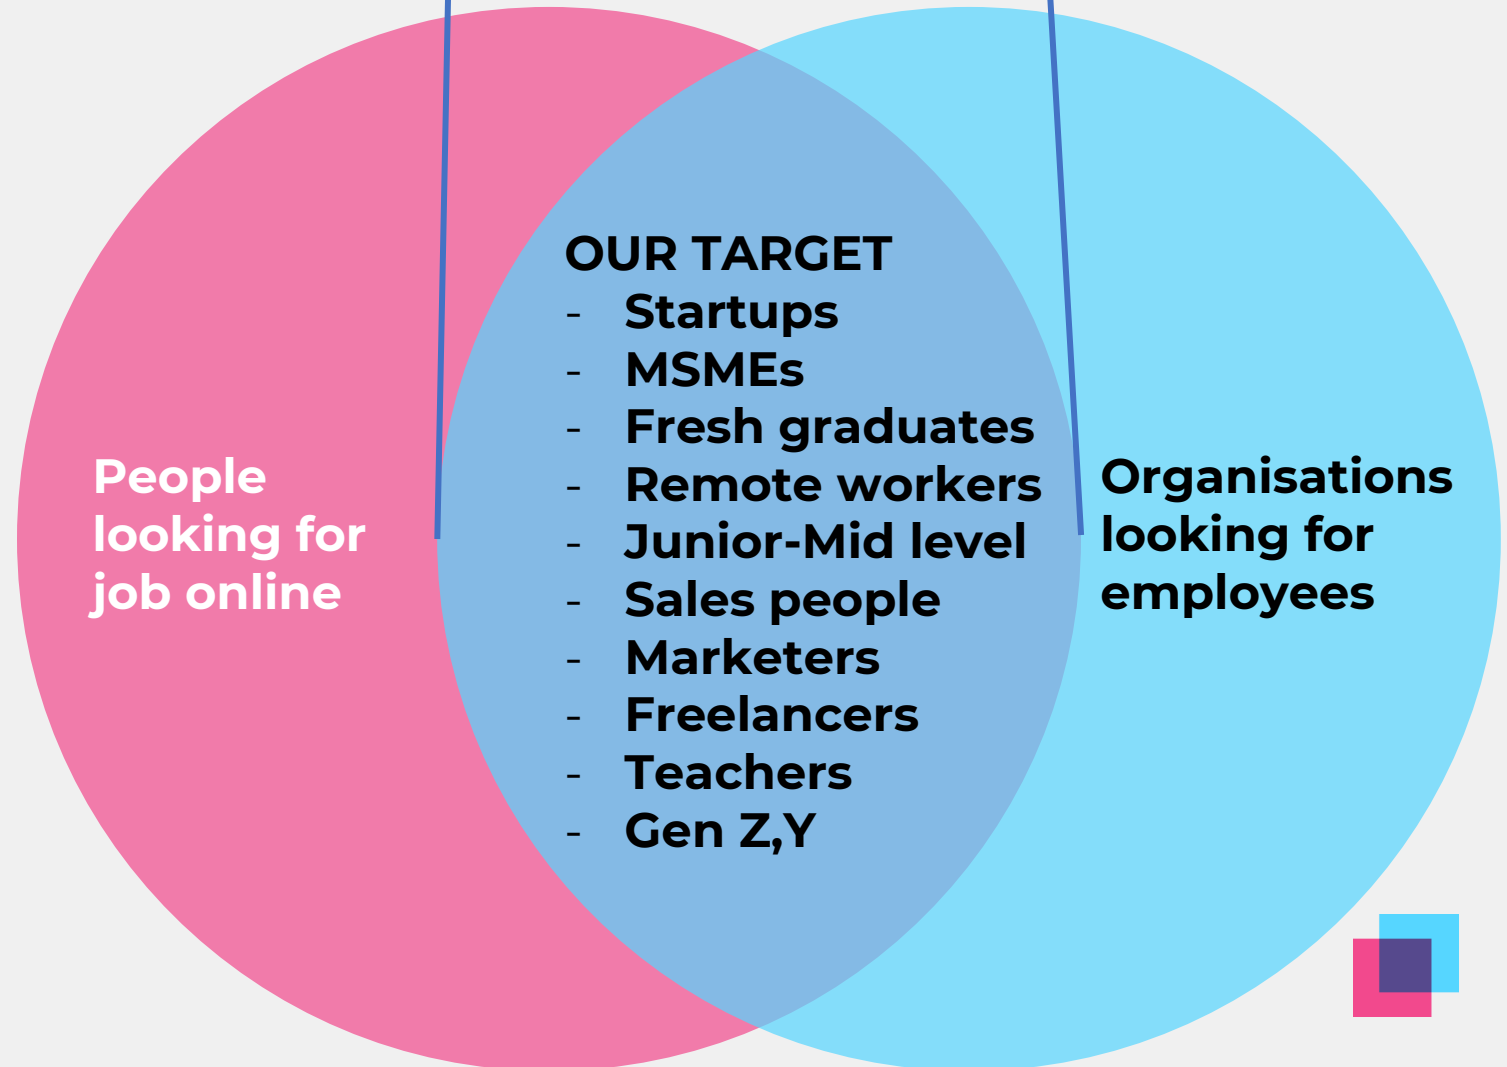 People
looking for
job online
OUR TARGET
- Startups
- MSMEs
- Fresh graduates
- Remote workers
- Junior-Mid level
- Sales people
- Marketers
- Freelancers
- Teachers
- Gen Z,Y
Organisations
looking for
employees